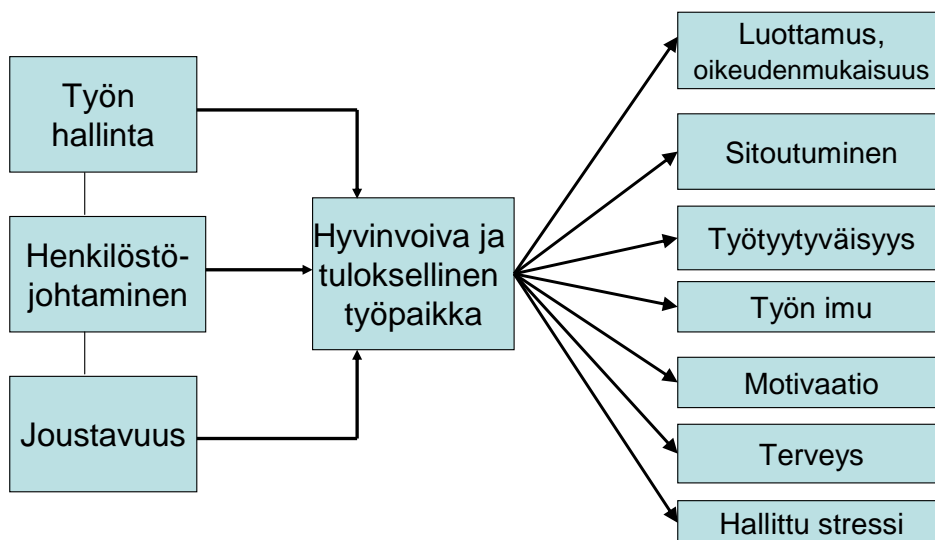 Työn
hallinta
Henkilöstö-
johtaminen
Joustavuus
Hyvinvoiva ja
tuloksellinen
työpaikka
Luottamus,
oikeudenmukaisuus
Sitoutuminen
Työtyytyväisyys
Työn imu
Motivaatio
Terveys
Hallittu stressi